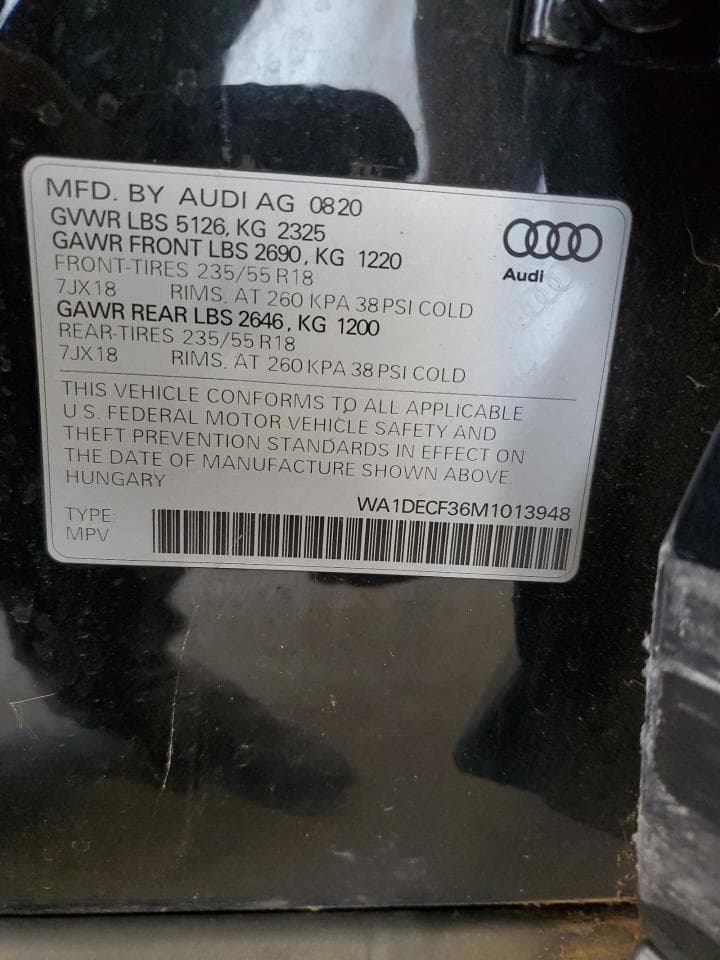 MFD. BY AUDI AG 0820
GVWR LBS 5126, KG 2325
GAWR FRONT LBS 2690, KG 1220
FRONT-TIRES 235/55 R18
7JX18 RIMS, AT 260 KPA 38 PSI COLD
GAWR REAR LBS 2646, KG 1200
REAR-TIRES 235/55 R18
7JX18 RIMS, AT 260 KPA 38 PSI COLD
Audi
THIS VEHICLE CONFORMS TO ALL APPLICABLE
U.S. FEDERAL MOTOR VEHICLE SAFETY AND
THEFT PREVENTION STANDARDS IN EFFECT ON
THE DATE OF MANUFACTURE SHOWN ABOVE.
HUNGARY
WA1DECF36M1013948
TYPE:
MPV